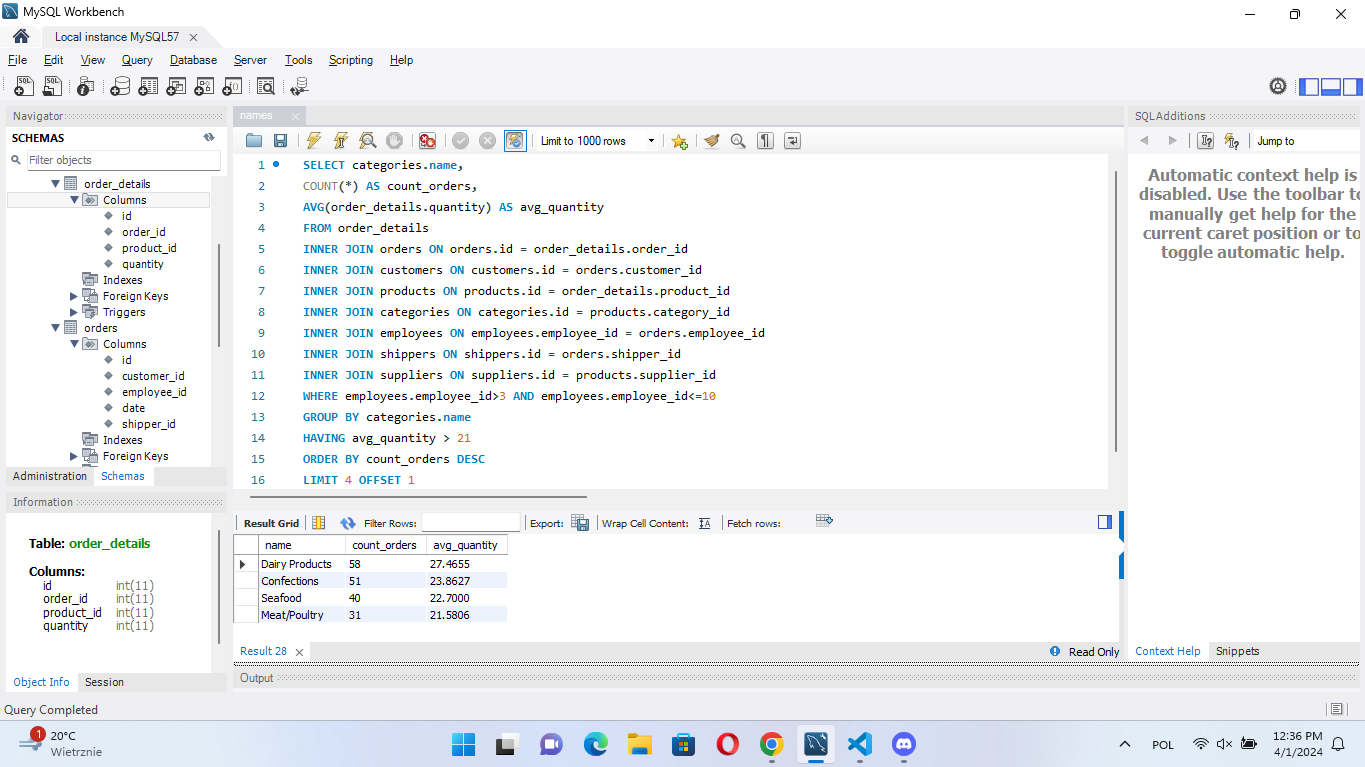 MySQL Workbench
Local instance MySQL57
File Edit View Query Database Server Tools Scripting Help
Navigator
SCHEMAS
Filter objects
order_details
Columns
id
order_id
product_id
quantity
Indexes
Foreign Keys
Triggers
orders
Columns
id
customer_id
employee_id
date
shipper_id
Indexes
Foreign Keys
Administration Schemas
Information
Table: order_details
Columns:
id int(11)
order_id int(11)
product_id int(11)
quantity int(11)
Object Info Session
names
Limit to 1000 rows
1 SELECT categories.name,
2 COUNT(*) AS count_orders,
3 AVG(order_details.quantity) AS avg_quantity
4 FROM order_details
5 INNER JOIN orders ON orders.id = order_details.order_id
6 INNER JOIN customers ON customers.id = orders.customer_id
7 INNER JOIN products ON products.id = order_details.product_id
8 INNER JOIN categories ON categories.id = products.category_id
9 INNER JOIN employees ON employees.employee_id = orders.employee_id
10 INNER JOIN shippers ON shippers.id = orders.shipper_id
11 INNER JOIN suppliers ON suppliers.id = products.supplier_id
12 WHERE employees.employee_id>3 AND employees.employee_id<=10
13 GROUP BY categories.name
14 HAVING avg_quantity > 21
15 ORDER BY count_orders DESC
16 LIMIT 4 OFFSET 1
Result Grid Filter Rows: Export: Wrap Cell Content: Fetch rows:
name count_orders avg_quantity
Dairy Products 58 27.4655
Confections 51 23.8627
Seafood 40 22.7000
Meat/Poultry 31 21.5806
Result 28 Read Only
Output
SQLAdditions
Jump to
Automatic context help is
disabled. Use the toolbar to
manually get help for the
current caret position or to
toggle automatic help.
Context Help Snippets
Query Completed
1
20°C
Wietrznie
POL
12:36 PM
4/1/2024